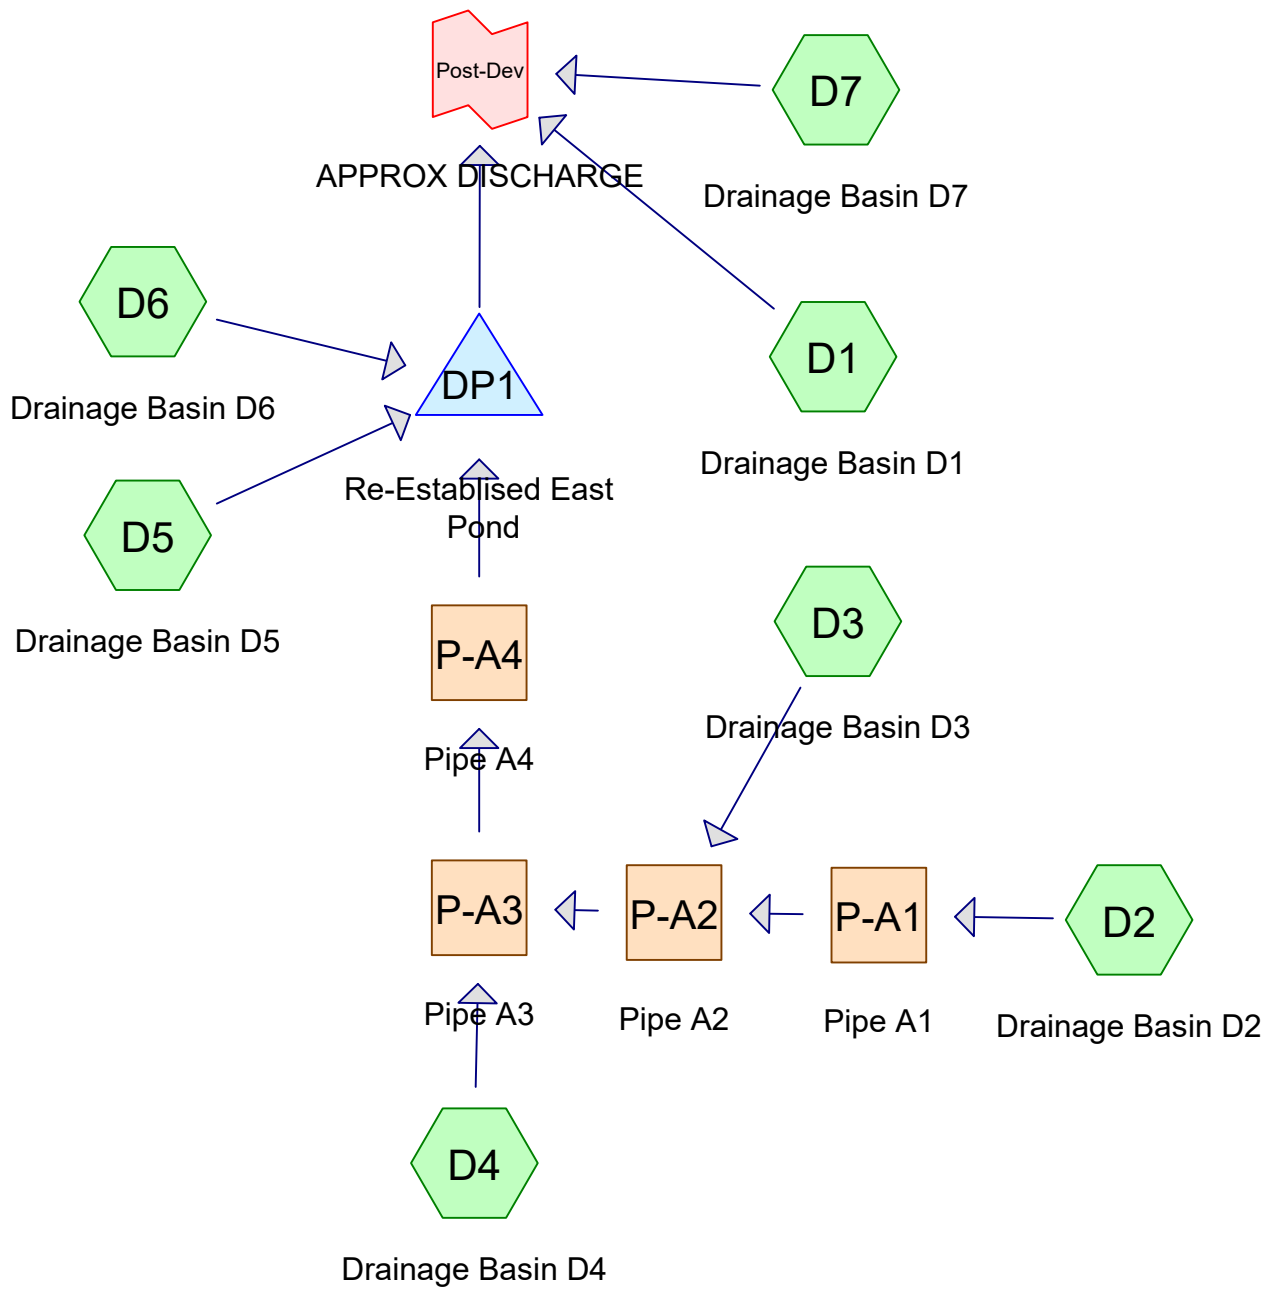 Post-Dev
D7
APPROX DISCHARGE
Drainage Basin D7
D6
DP1
D1
Drainage Basin D6
Drainage Basin D1
Re-Establised East
Pond
D5
Drainage Basin D5
D3
P-A4
Drainage Basin D3
Pipe A4
P-A3
P-A2
P-A1
D2
Pipe A3
Pipe A2
Pipe A1
Drainage Basin D2
D4
Drainage Basin D4